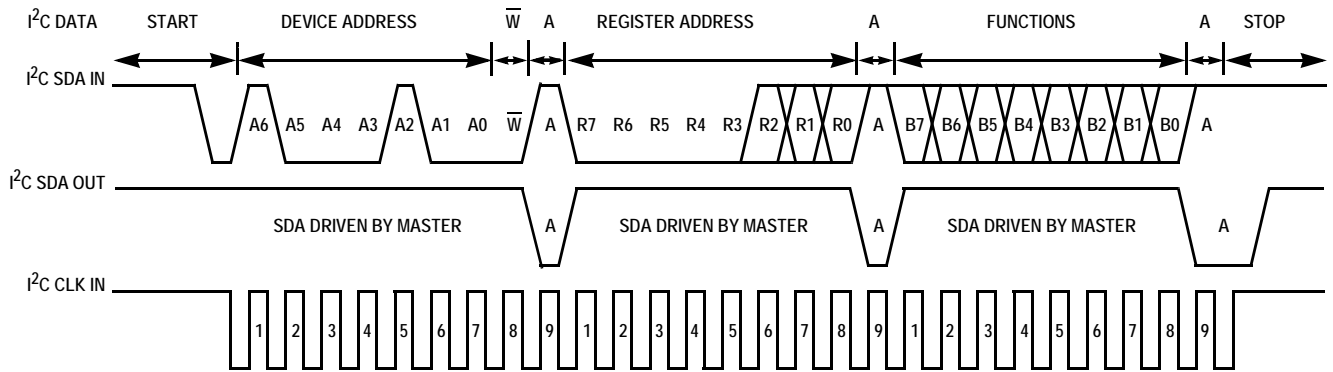 I²C DATA START DEVICE ADDRESS W̅ A REGISTER ADDRESS A FUNCTIONS A STOP
I²C SDA IN
A6 A5 A4 A3 A2 A1 A0 W̅ A R7 R6 R5 R4 R3 R2 R1 R0 A B7 B6 B5 B4 B3 B2 B1 B0 A
I²C SDA OUT
SDA DRIVEN BY MASTER A SDA DRIVEN BY MASTER A SDA DRIVEN BY MASTER A
I²C CLK IN
1 2 3 4 5 6 7 8 9 1 2 3 4 5 6 7 8 9 1 2 3 4 5 6 7 8 9